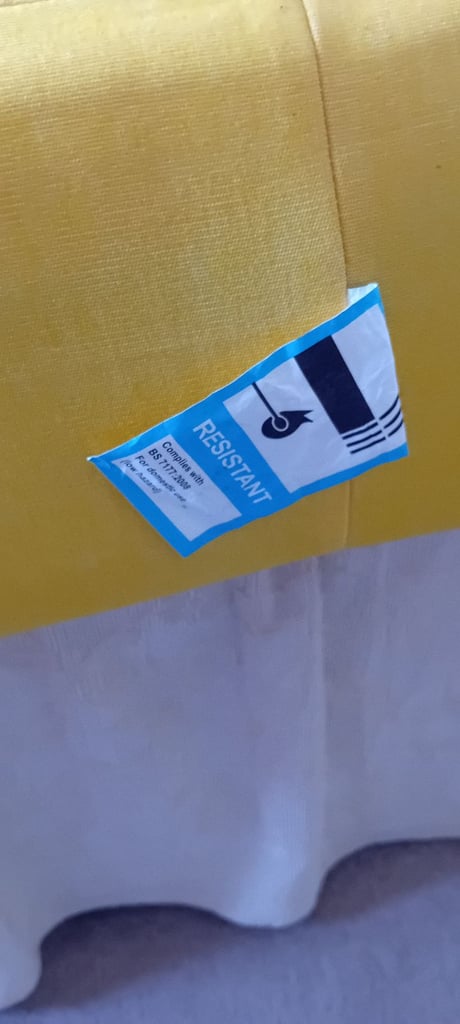 RESISTANT
Complies with
BS 7177:2008
For domestic use
(low hazard)